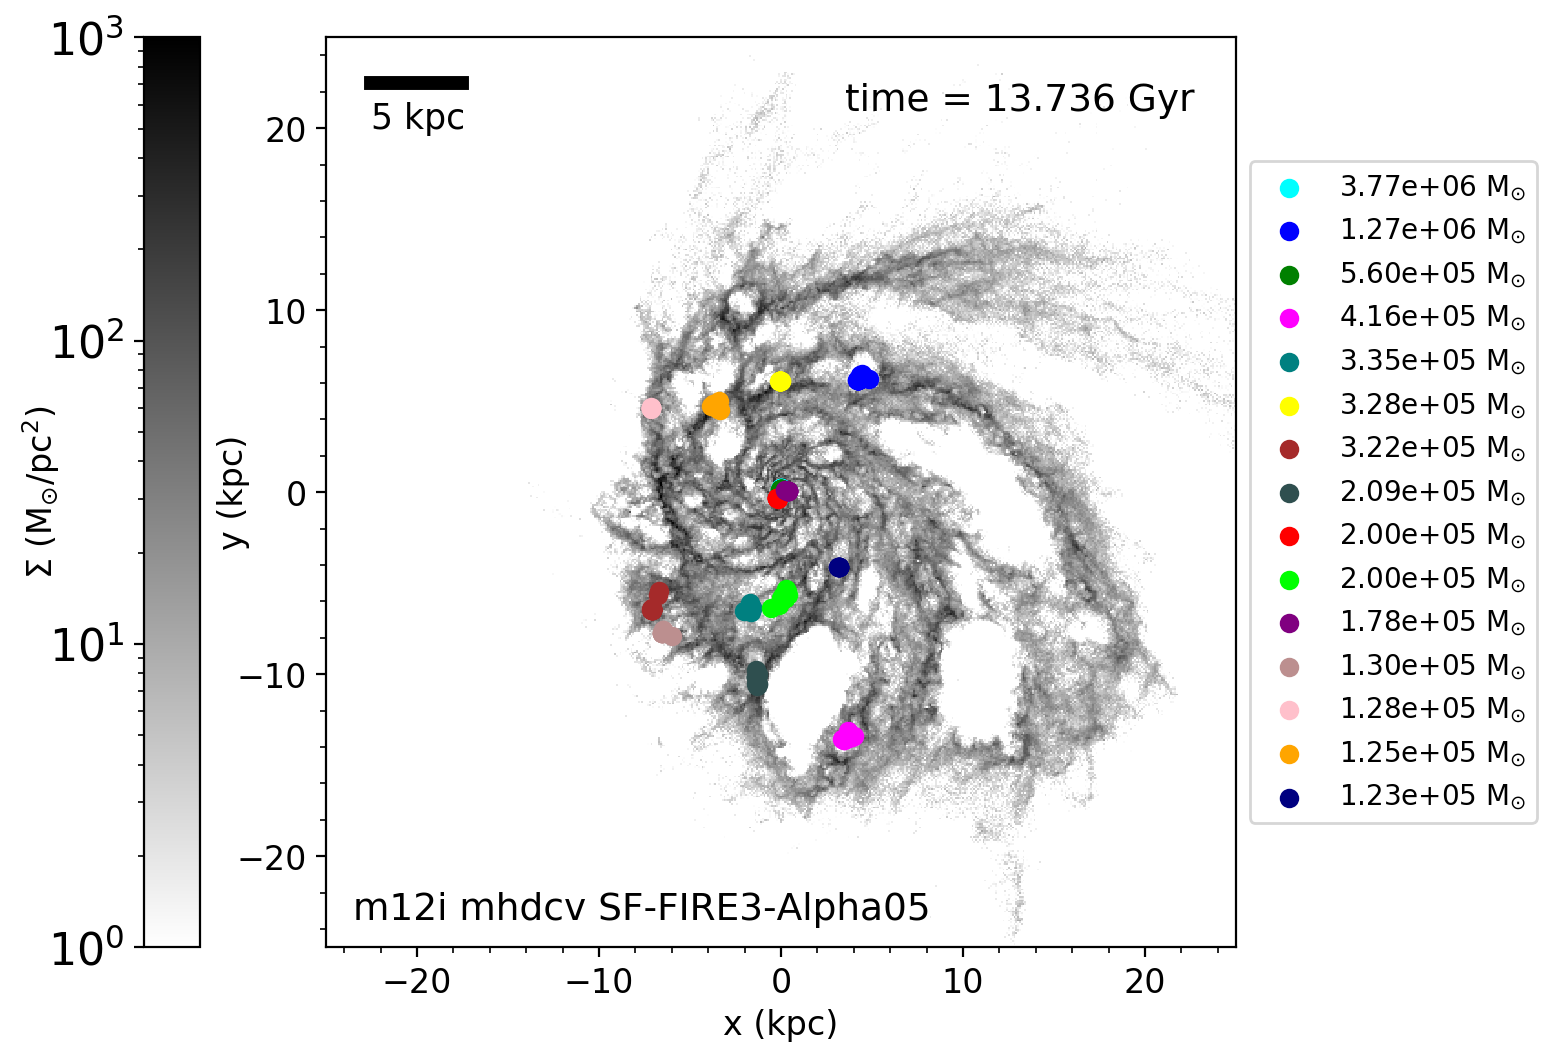 10³
10²
10¹
10⁰
Σ (M⊙/pc²)
y (kpc)
20
10
0
−10
−20
5 kpc
time = 13.736 Gyr
m12i mhdcv SF-FIRE3-Alpha05
−20
−10
0
10
20
x (kpc)
3.77e+06 M⊙
1.27e+06 M⊙
5.60e+05 M⊙
4.16e+05 M⊙
3.35e+05 M⊙
3.28e+05 M⊙
3.22e+05 M⊙
2.09e+05 M⊙
2.00e+05 M⊙
2.00e+05 M⊙
1.78e+05 M⊙
1.30e+05 M⊙
1.28e+05 M⊙
1.25e+05 M⊙
1.23e+05 M⊙